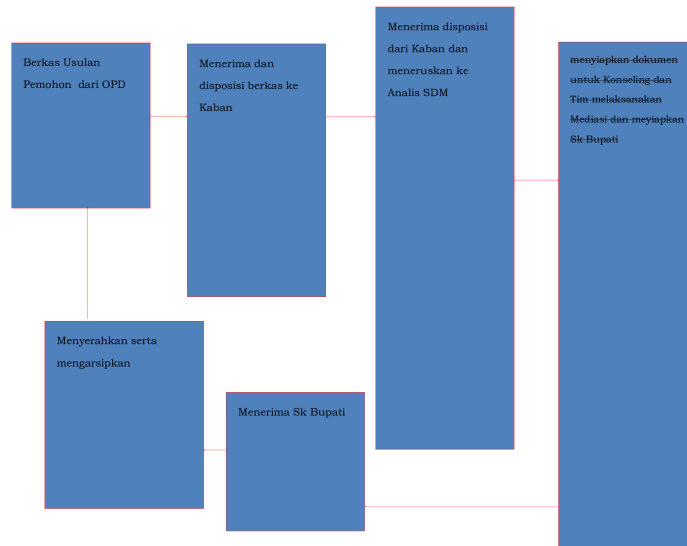 Berkas Usulan
Pemohon dari OPD
Menerima dan
disposisi berkas ke
Kaban
Menerima disposisi
dari Kaban dan
meneruskan ke
Analis SDM
menyiapkan dokumen
untuk Konseling dan
Tim melaksanakan
Mediasi dan meyiapkan
Sk Bupati
Menerima Sk Bupati
Menyerahkan serta
mengarsipkan